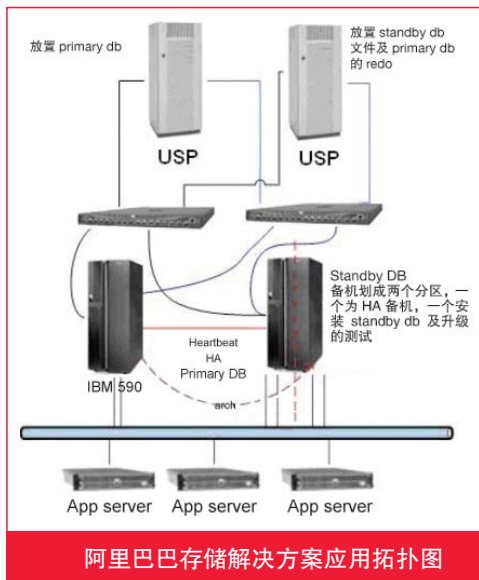 放置 primary db
放置 standby db
文件及 primary db
的 redo
USP
USP
Standby DB
备机划成两个分区，一
个为 HA 备机，一个安
装 standby db 及升级
的测试
Heartbeat
HA
Primary DB
IBM 590
arch
App server
App server
App server
阿里巴巴存储解决方案应用拓扑图